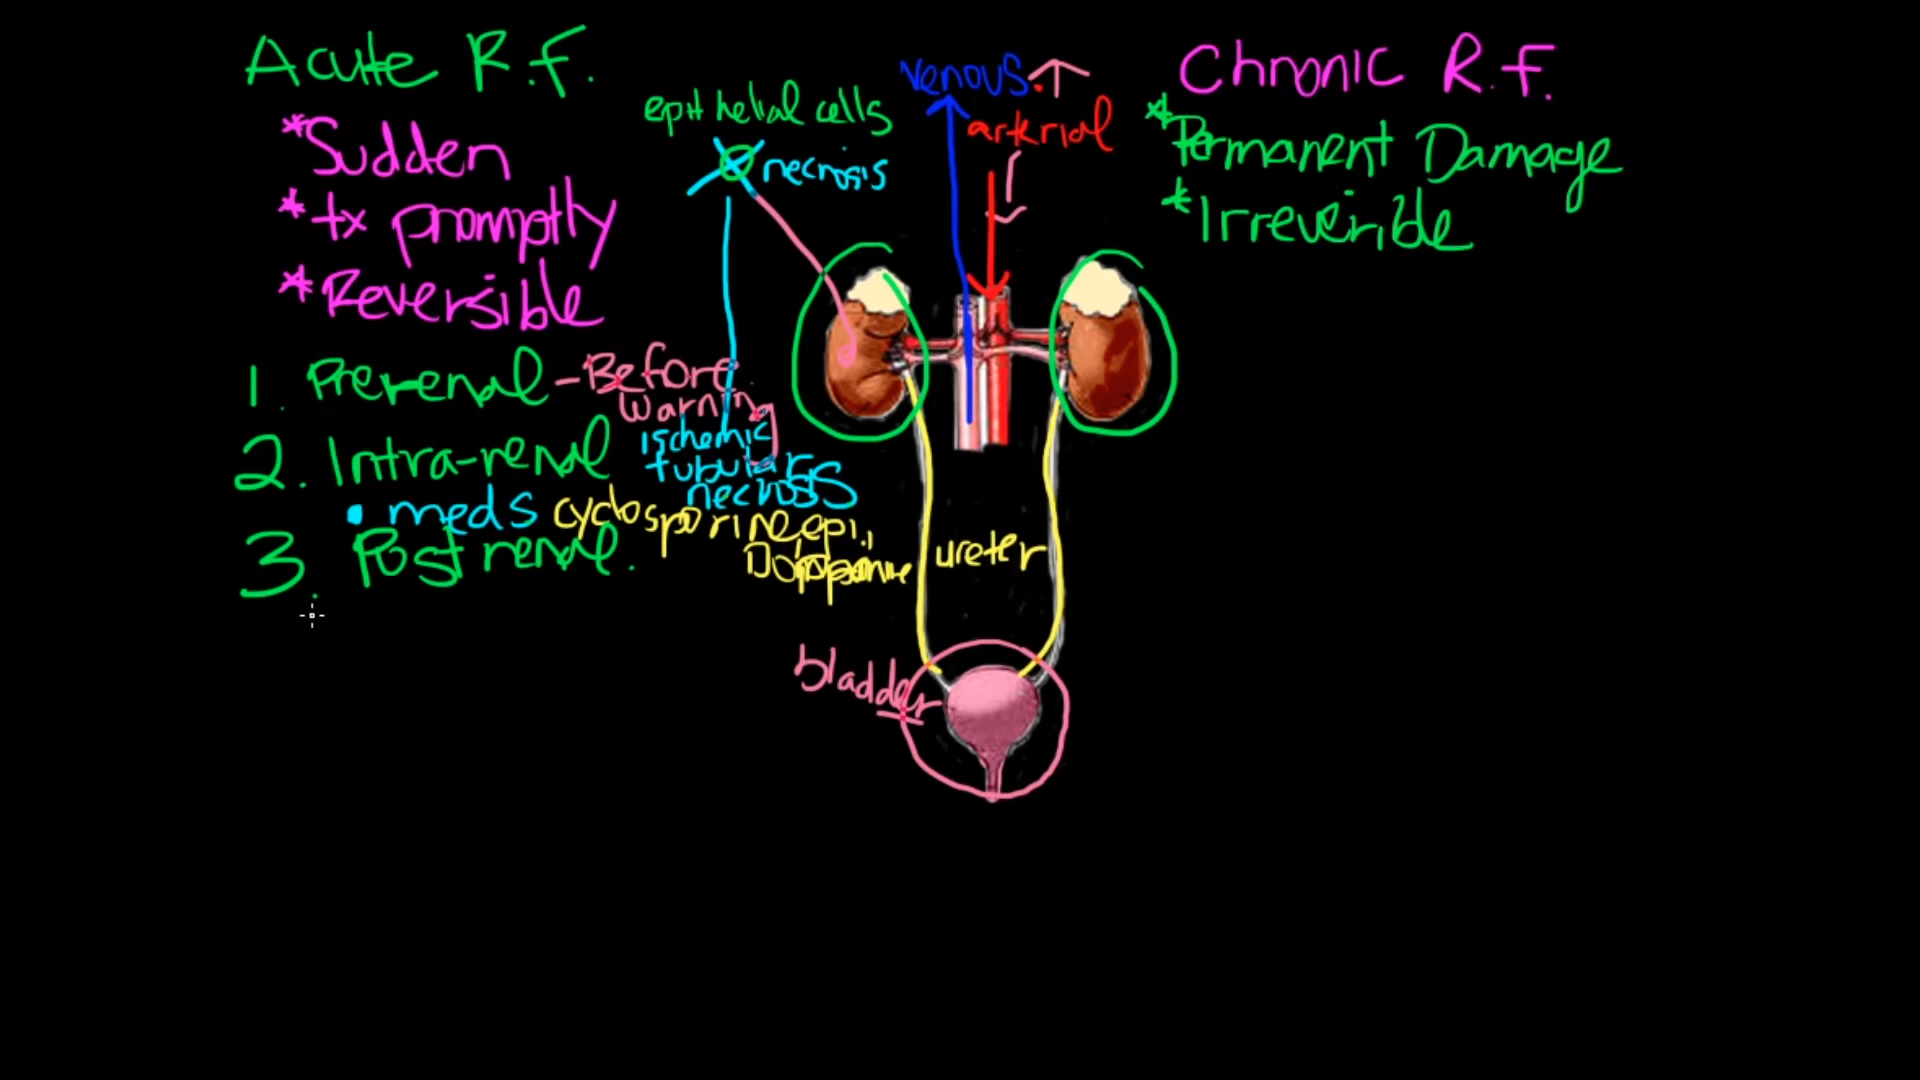 Acute R.F.
*Sudden
*tx promptly
*Reversible
1. Prerenal - Before
Warning
2. Intra-renal
• meds cyclosporine, epi.,
Dopamine
3. Post renal.
epithelial cells
necrosis
Ischemic
tubular
necrosis
venous.
arterial
ureter
bladder
Chronic R.F.
*Permanent Damage
*Irreverible